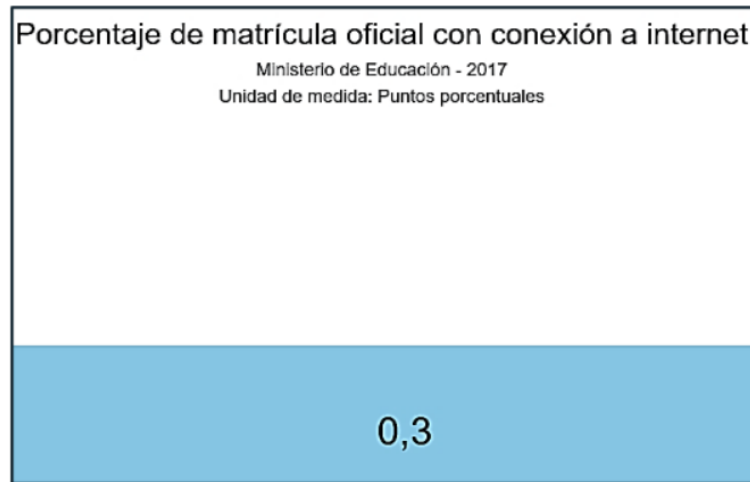 Porcentaje de matrícula oficial con conexión a internet
Ministerio de Educación - 2017
Unidad de medida: Puntos porcentuales
0,3